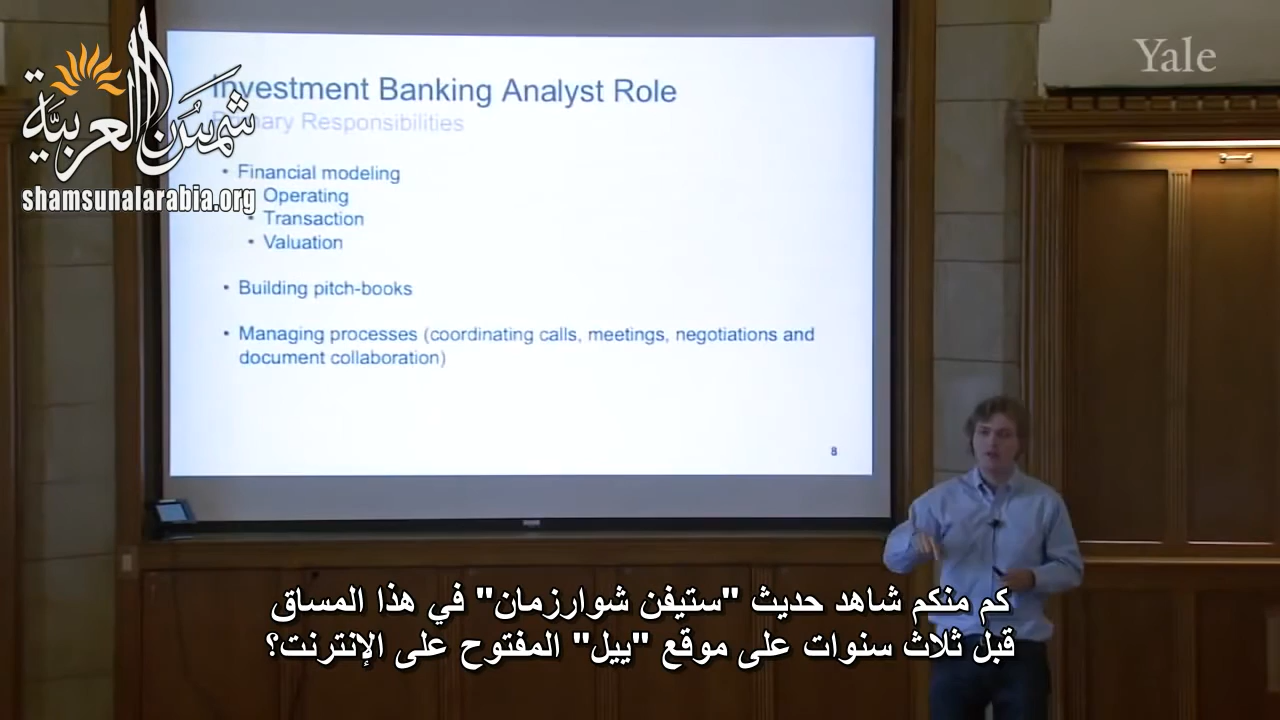 Yale
شمس العربية
shamsunalarabia.org
Investment Banking Analyst Role
Primary Responsibilities
• Financial modeling
• Operating
• Transaction
• Valuation
• Building pitch-books
• Managing processes (coordinating calls, meetings, negotiations and
document collaboration)
8
كم منكم شاهد حديث "ستيفن شوارزمان" في هذا المساق
قبل ثلاث سنوات على موقع "ييل" المفتوح على الإنترنت؟